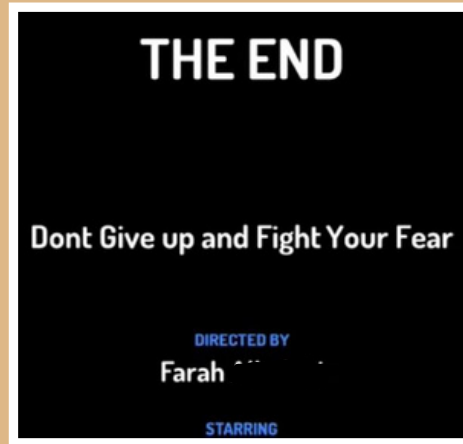 THE END
Dont Give up and Fight Your Fear
DIRECTED BY
Farah
STARRING